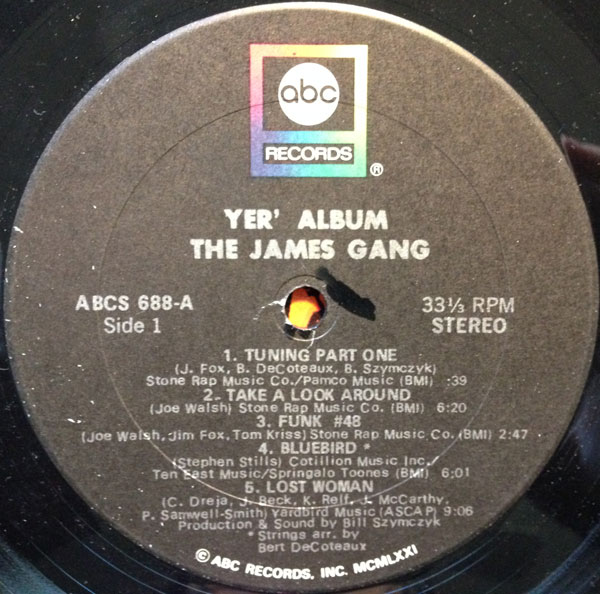 abc
RECORDS
®
YER' ALBUM
THE JAMES GANG
ABCS 688-A
Side 1
33⅓ RPM
STEREO
1. TUNING PART ONE
(J. Fox, B. DeCoteaux, B. Szymczyk)
Stone Rap Music Co./Pamco Music (BMI) :39
2. TAKE A LOOK AROUND
(Joe Walsh) Stone Rap Music Co. (BMI) 6:20
3. FUNK #48
(Joe Walsh, Jim Fox, Tom Kriss) Stone Rap Music Co. (BMI) 2:47
4. BLUEBIRD *
(Stephen Stills) Cotillion Music Inc./
Ten East Music/Springalo Toones (BMI) 6:01
5. LOST WOMAN
(C. Dreja, J. Beck, K. Relf, J. McCarthy,
P. Samwell-Smith) Yardbird Music (ASCAP) 9:06
Production & Sound by Bill Szymczyk
* Strings arr. by
Bert DeCoteaux
© ABC RECORDS, INC. MCMLXXI